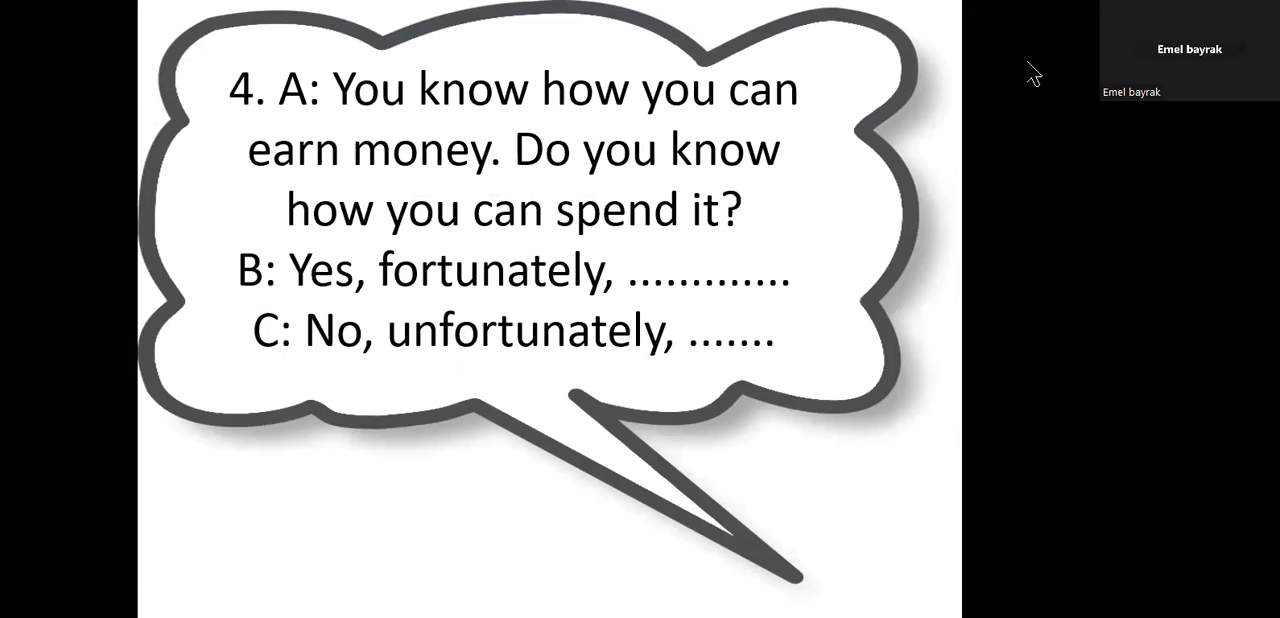 4. A: You know how you can
earn money. Do you know
how you can spend it?
B: Yes, fortunately, .............
C: No, unfortunately, .......
Emel bayrak
Emel bayrak